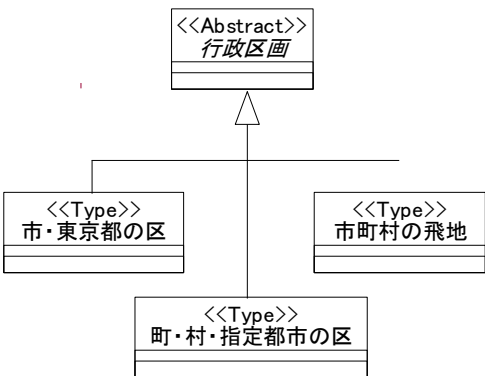 <<Abstract>>
行政区画
<<Type>>
市・東京都の区
<<Type>>
市町村の飛地
<<Type>>
町・村・指定都市の区